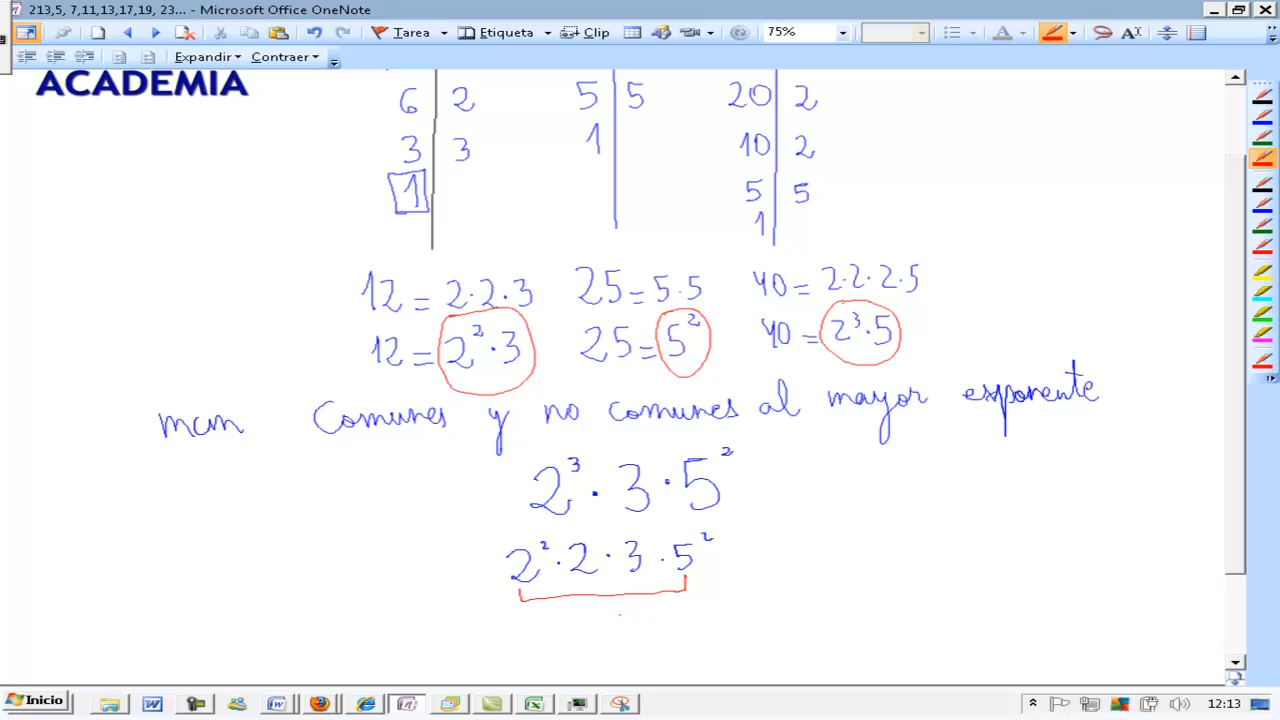 213,5, 7,11,13,17,19, 23... - Microsoft Office OneNote
Tarea Etiqueta Clip 75%
Expandir Contraer
ACADEMIA
6 2 5 5 20 2
3 3 1 10 2
1 5 5
1
12 = 2·2·3 25 = 5·5 40 = 2·2·2·5
12 = 2²·3 25 = 5² 40 = 2³·5
mcm Comunes y no comunes al mayor exponente
2³·3·5²
2²·2·3·5²
Inicio 12:13